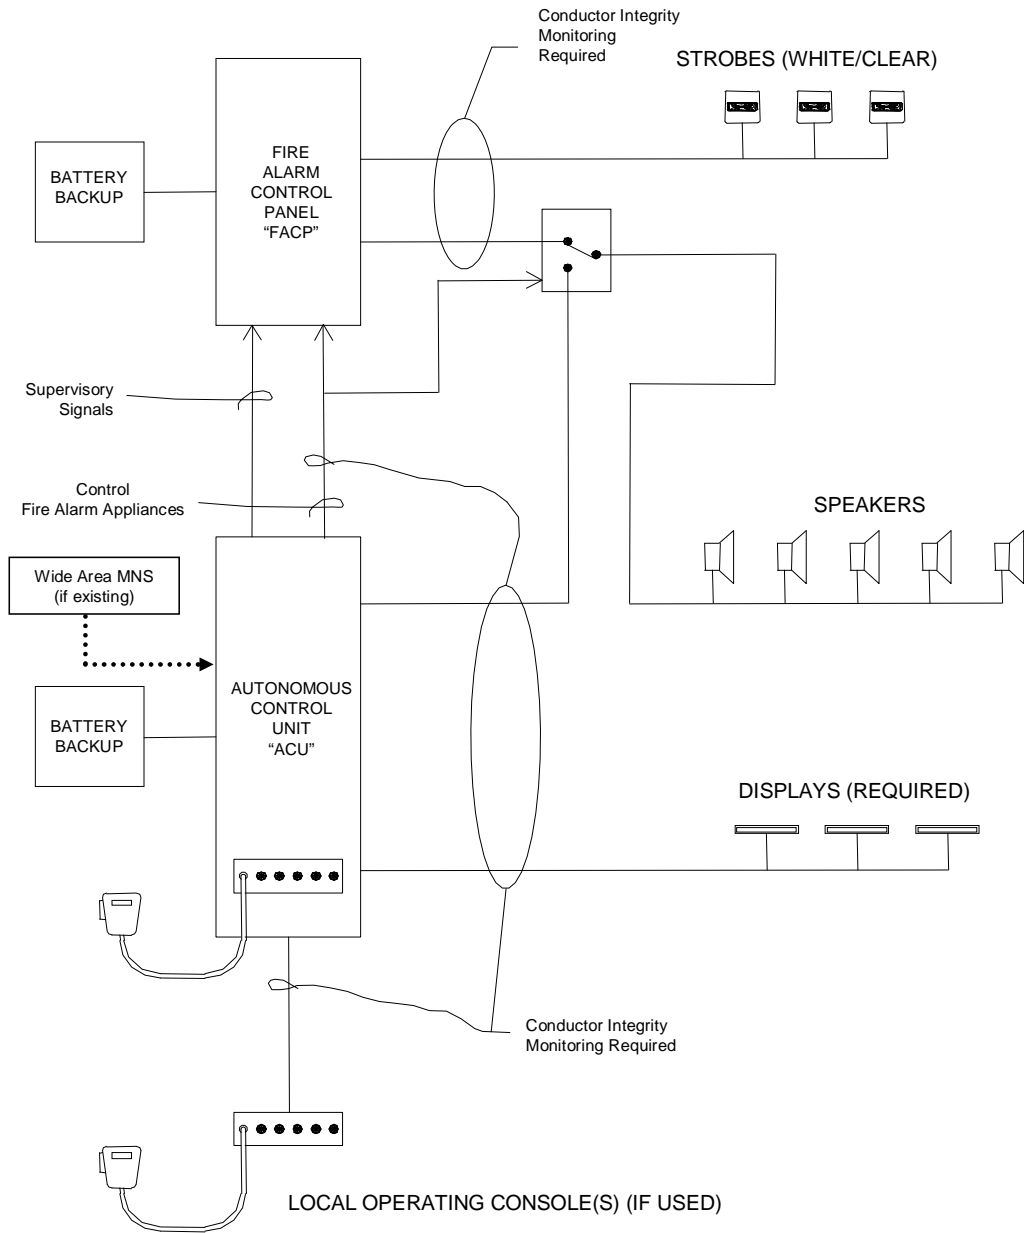 Conductor Integrity
Monitoring
Required
STROBES (WHITE/CLEAR)
BATTERY
BACKUP
FIRE
ALARM
CONTROL
PANEL
“FACP”
Supervisory
Signals
Control
Fire Alarm Appliances
SPEAKERS
Wide Area MNS
(if existing)
BATTERY
BACKUP
AUTONOMOUS
CONTROL
UNIT
“ACU”
DISPLAYS (REQUIRED)
Conductor Integrity
Monitoring Required
LOCAL OPERATING CONSOLE(S) (IF USED)